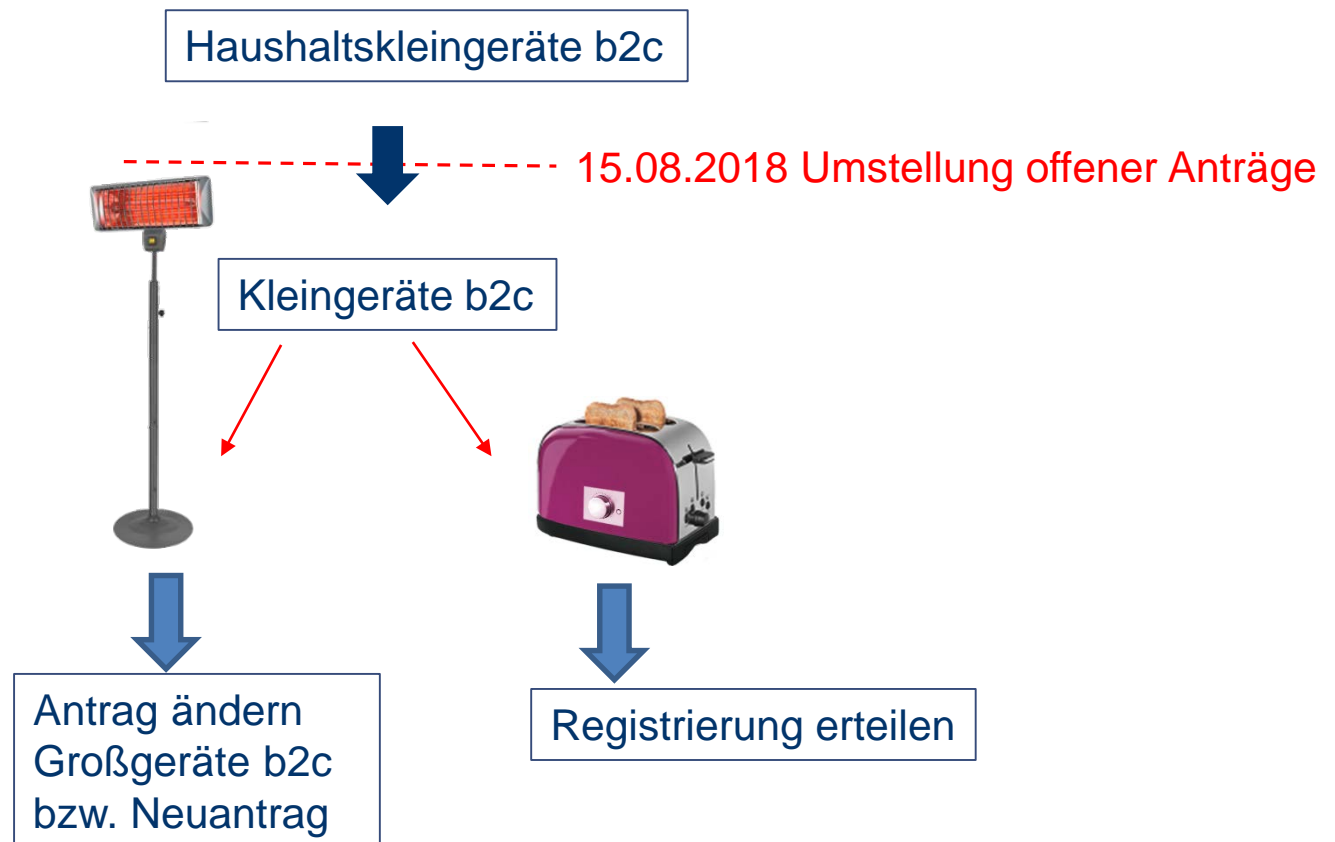 Haushaltskleingeräte b2c
15.08.2018 Umstellung offener Anträge
Kleingeräte b2c
Antrag ändern
Großgeräte b2c
bzw. Neuantrag
Registrierung erteilen